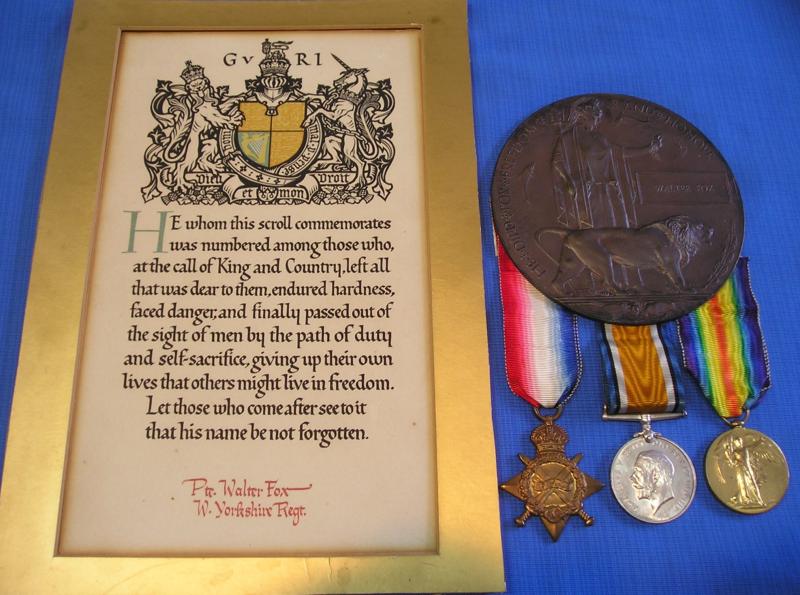 GV RI
Dieu et mon Droit
HE whom this scroll commemorates
was numbered among those who,
at the call of King and Country, left all
that was dear to them, endured hardness,
faced danger, and finally passed out of
the sight of men by the path of duty
and self-sacrifice, giving up their own
lives that others might live in freedom.
Let those who come after see to it
that his name be not forgotten.
Pte. Walter Fox
W. Yorkshire Regt.
WALTER FOX